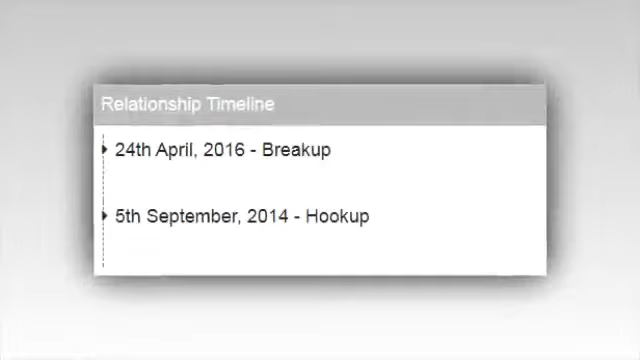 Relationship Timeline
24th April, 2016 - Breakup
5th September, 2014 - Hookup